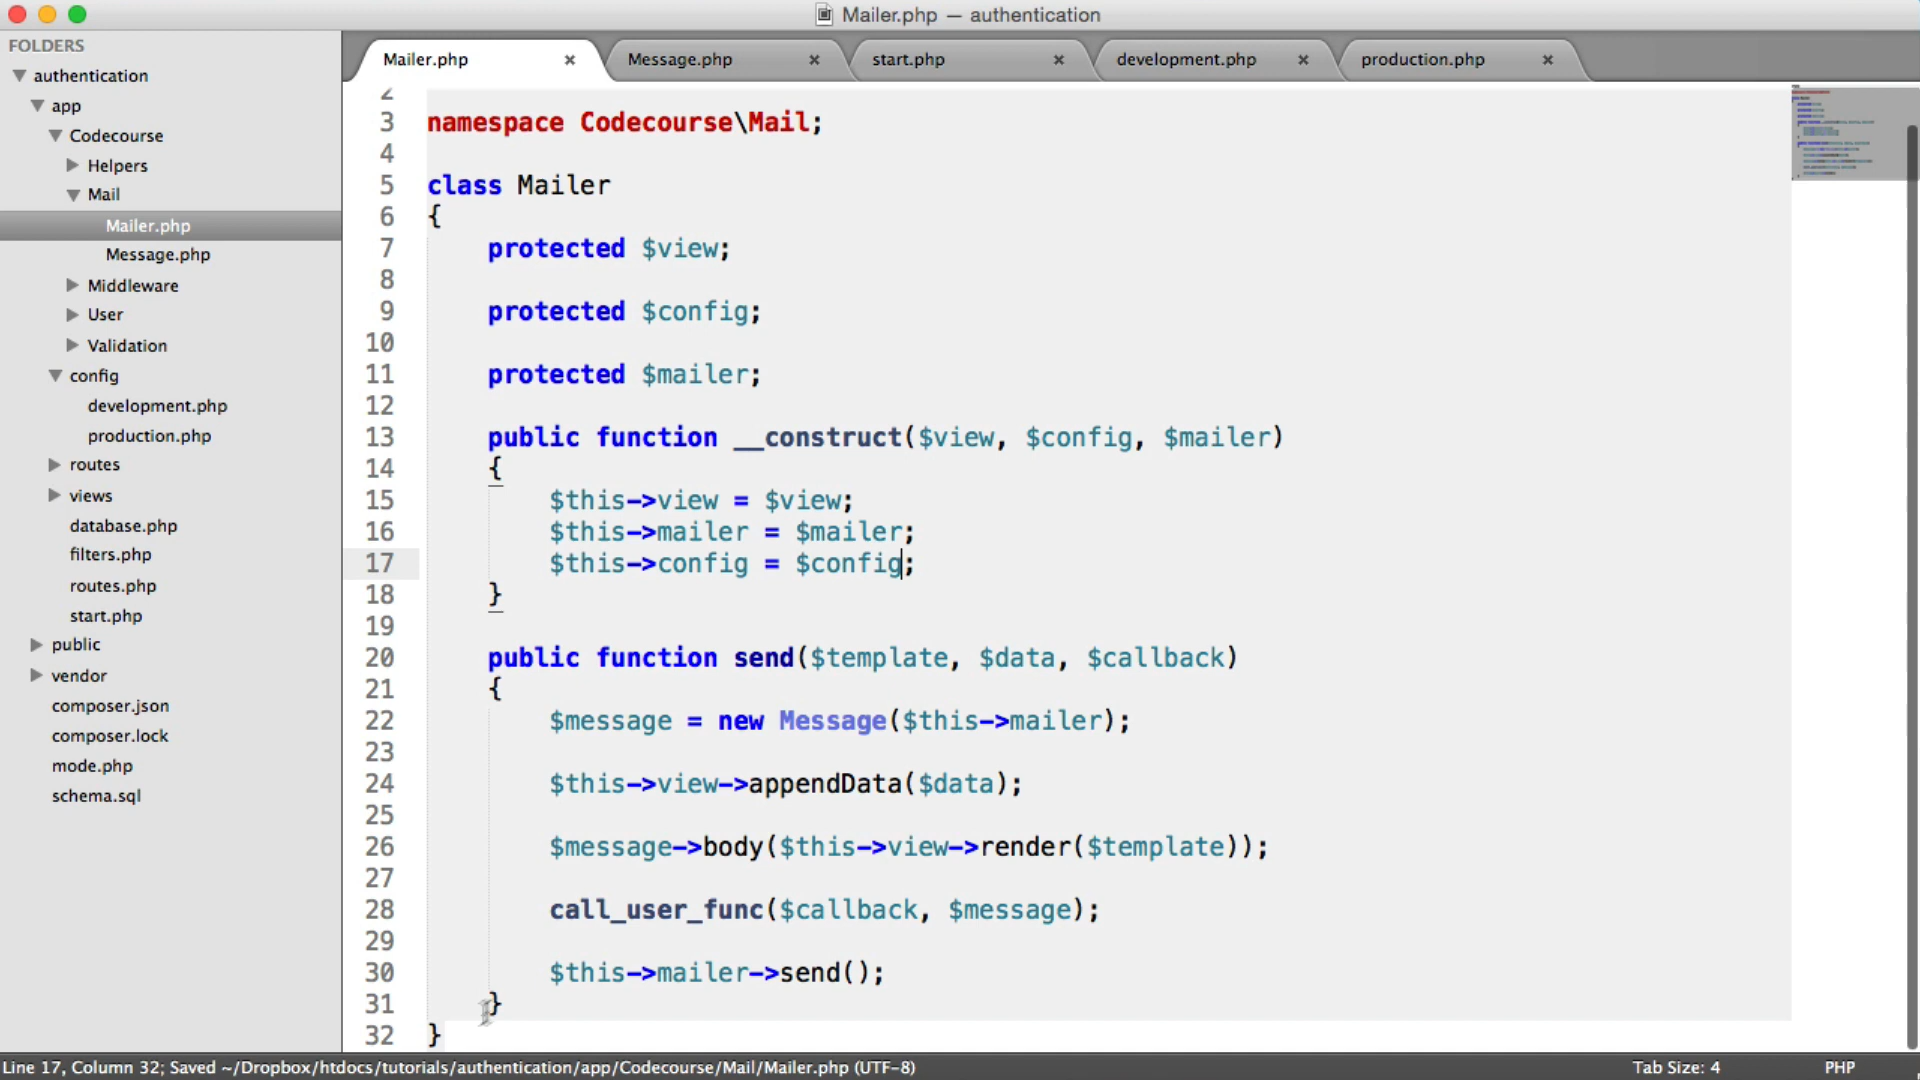 Mailer.php — authentication
FOLDERS
authentication
app
Codecourse
Helpers
Mail
Mailer.php
Message.php
Middleware
User
Validation
config
development.php
production.php
routes
views
database.php
filters.php
routes.php
start.php
public
vendor
composer.json
composer.lock
mode.php
schema.sql
Mailer.php × Message.php × start.php × development.php × production.php ×
2
3 namespace Codecourse\Mail;
4
5 class Mailer
6 {
7 protected $view;
8
9 protected $config;
10
11 protected $mailer;
12
13 public function __construct($view, $config, $mailer)
14 {
15 $this->view = $view;
16 $this->mailer = $mailer;
17 $this->config = $config;
18 }
19
20 public function send($template, $data, $callback)
21 {
22 $message = new Message($this->mailer);
23
24 $this->view->appendData($data);
25
26 $message->body($this->view->render($template));
27
28 call_user_func($callback, $message);
29
30 $this->mailer->send();
31 }
32 }
Line 17, Column 32; Saved ~/Dropbox/htdocs/tutorials/authentication/app/Codecourse/Mail/Mailer.php (UTF-8) Tab Size: 4 PHP